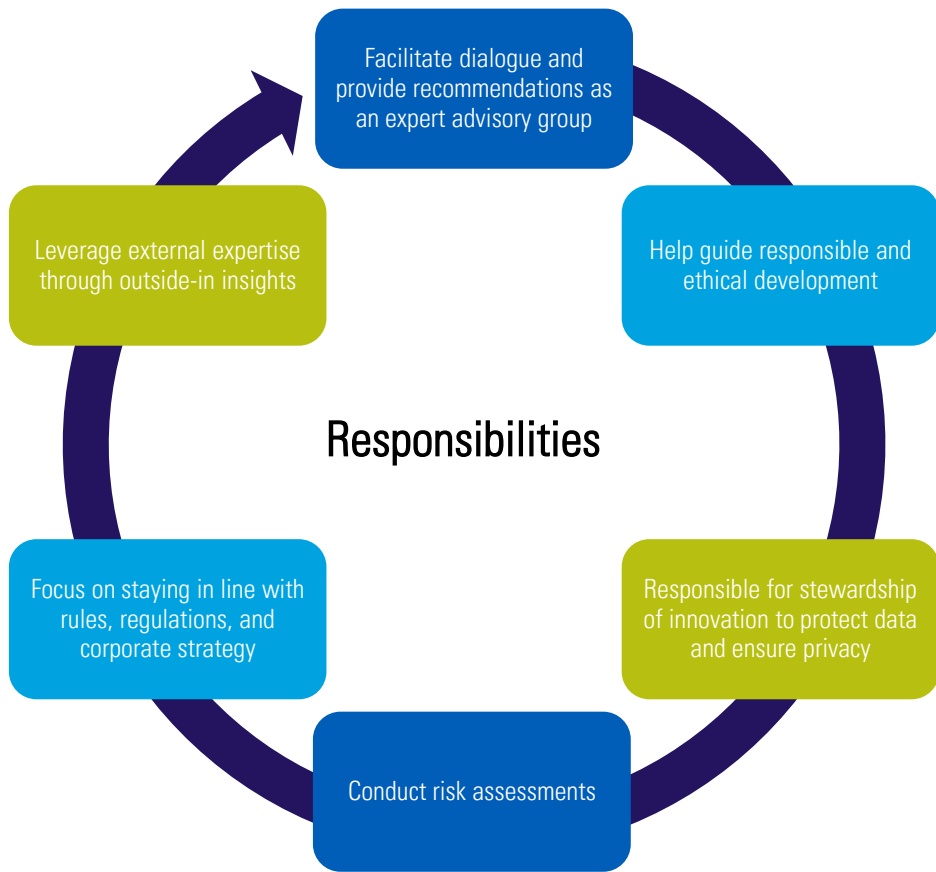 Facilitate dialogue and
provide recommendations as
an expert advisory group
Help guide responsible and
ethical development
Responsible for stewardship
of innovation to protect data
and ensure privacy
Conduct risk assessments
Focus on staying in line with
rules, regulations, and
corporate strategy
Leverage external expertise
through outside-in insights
Responsibilities